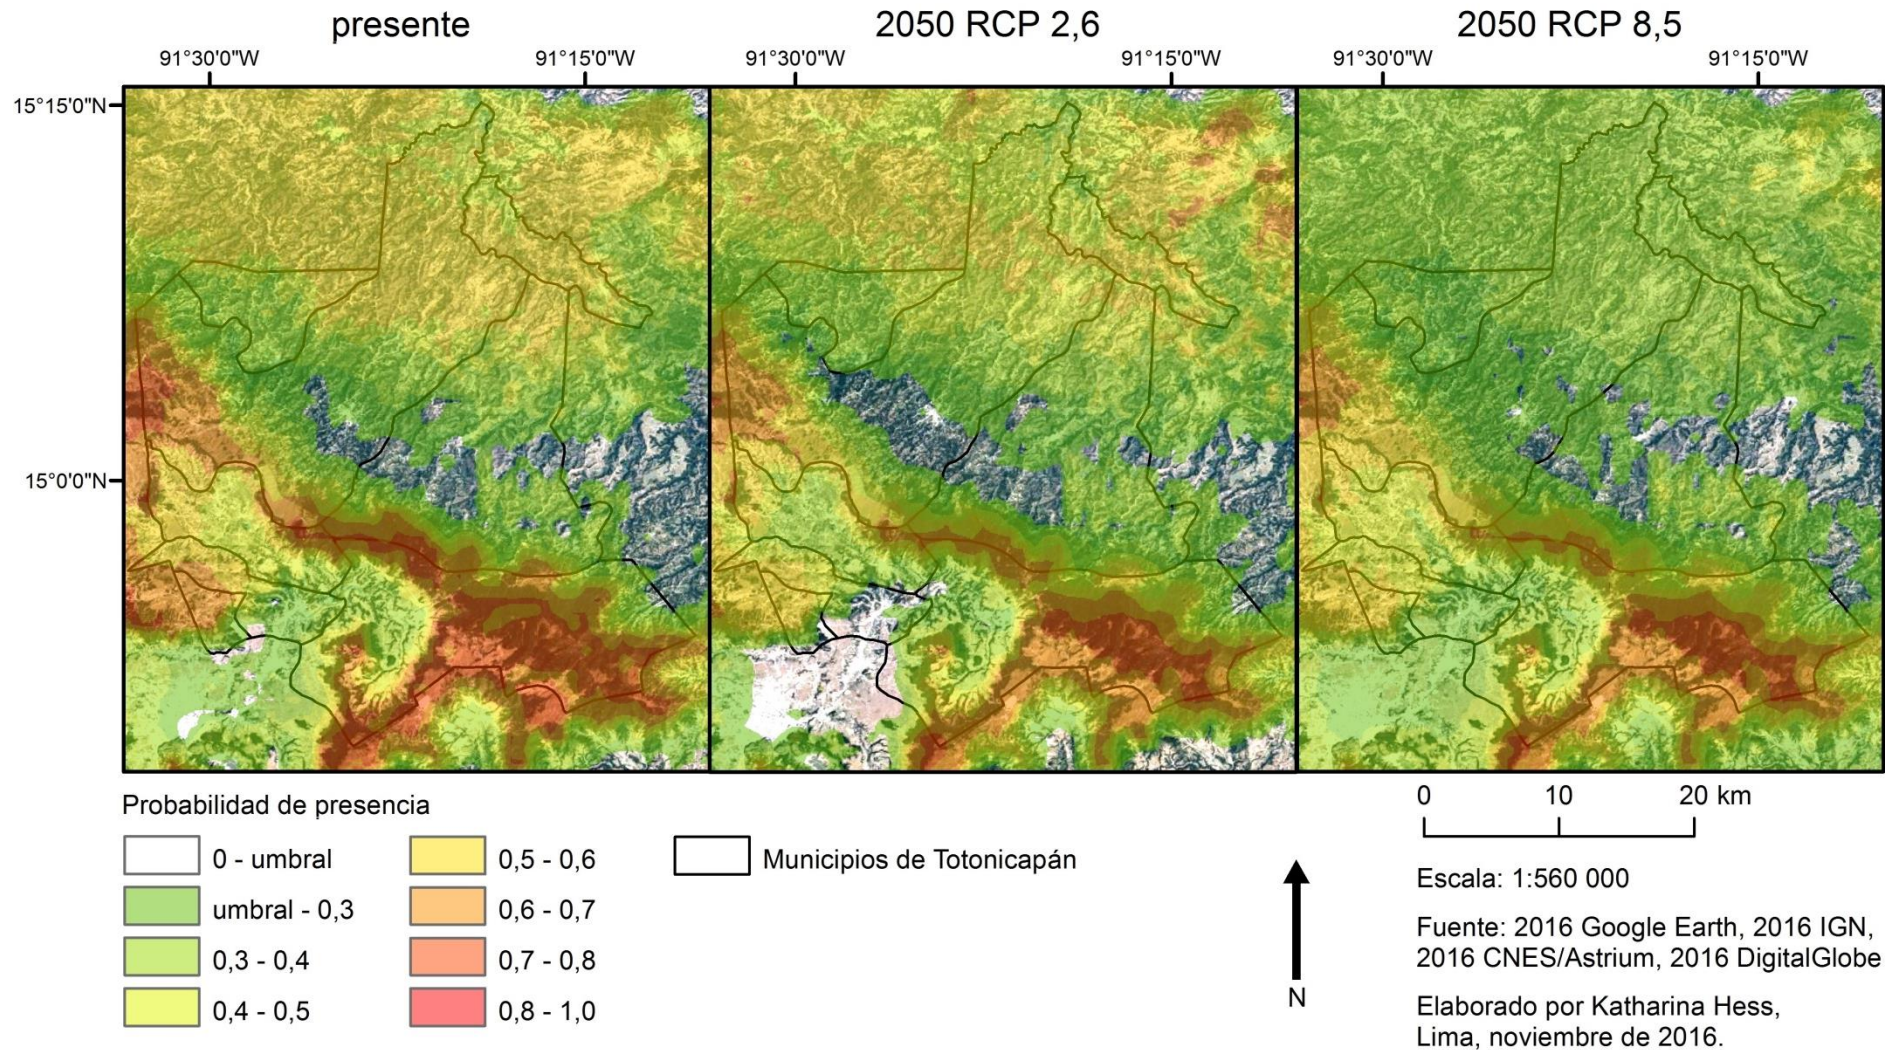 presente
2050 RCP 2,6
2050 RCP 8,5
91°30'0"W
91°15'0"W
91°30'0"W
91°15'0"W
91°30'0"W
91°15'0"W
15°15'0"N
15°0'0"N
Probabilidad de presencia
0 - umbral
umbral - 0,3
0,3 - 0,4
0,4 - 0,5
0,5 - 0,6
0,6 - 0,7
0,7 - 0,8
0,8 - 1,0
Municipios de Totonicapán
N
0 10 20 km
Escala: 1:560 000
Fuente: 2016 Google Earth, 2016 IGN,
2016 CNES/Astrium, 2016 DigitalGlobe
Elaborado por Katharina Hess,
Lima, noviembre de 2016.